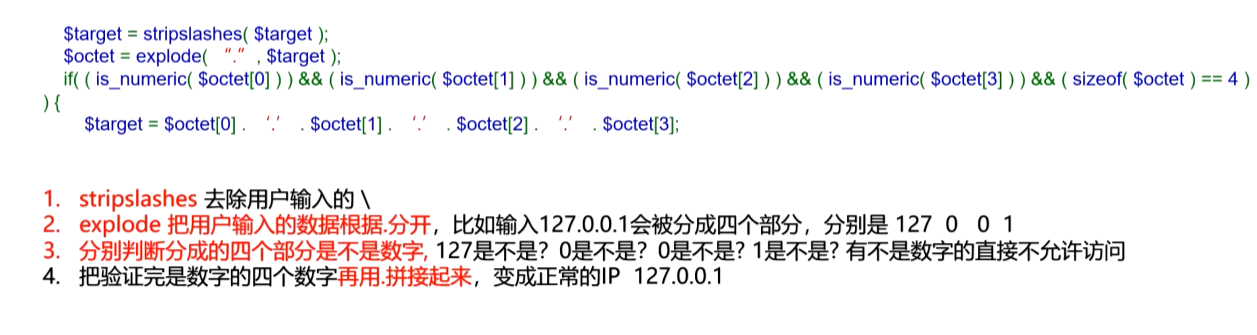 $target = stripslashes( $target );
$octet = explode( “.” , $target );
if( ( is_numeric( $octet[0] ) ) && ( is_numeric( $octet[1] ) ) && ( is_numeric( $octet[2] ) ) && ( is_numeric( $octet[3] ) ) && ( sizeof( $octet ) == 4 )
) {
$target = $octet[0] . ‘.’ . $octet[1] . ‘.’ . $octet[2] . ‘.’ . $octet[3];
1. stripslashes 去除用户输入的 \
2. explode 把用户输入的数据根据.分开，比如输入127.0.0.1会被分成四个部分，分别是 127 0 0 1
3. 分别判断分成的四个部分是不是数字, 127是不是？0是不是？0是不是? 1是不是? 有不是数字的直接不允许访问
4. 把验证完是数字的四个数字再用.拼接起来，变成正常的IP 127.0.0.1